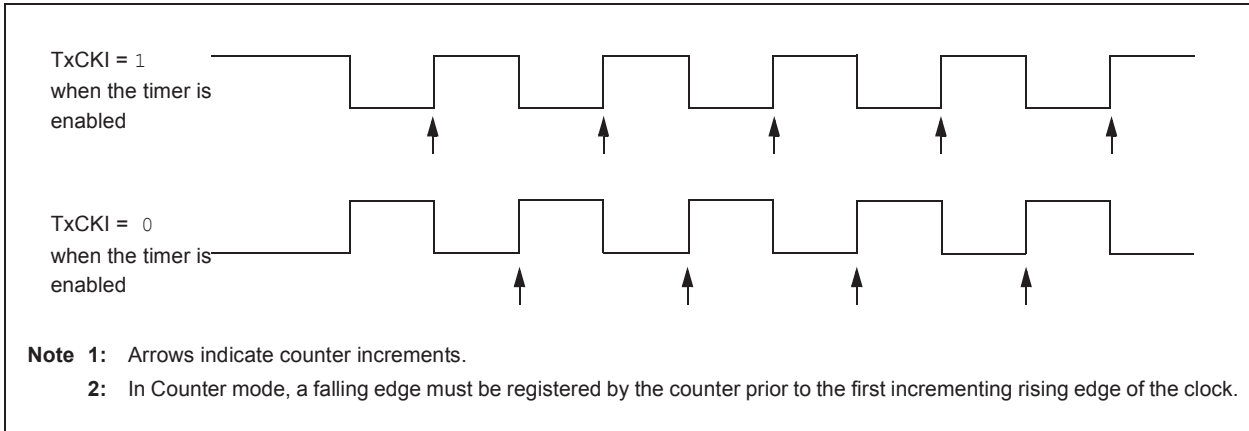 TxCKI = 1
when the timer is
enabled
TxCKI = 0
when the timer is
enabled
Note 1: Arrows indicate counter increments.
2: In Counter mode, a falling edge must be registered by the counter prior to the first incrementing rising edge of the clock.